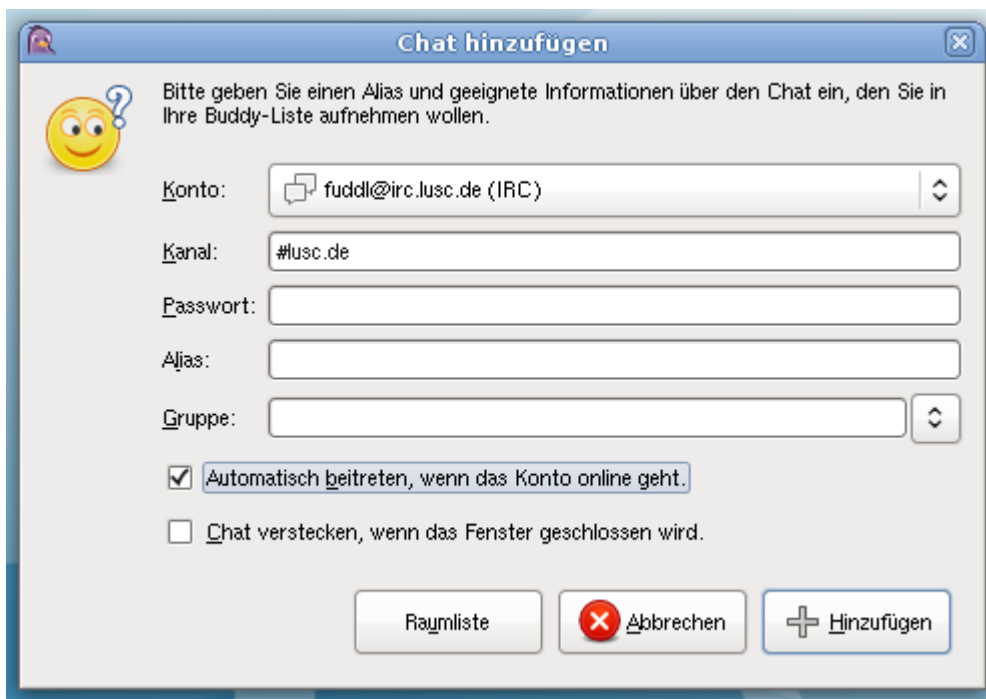 Chat hinzufügen
Bitte geben Sie einen Alias und geeignete Informationen über den Chat ein, den Sie in
Ihre Buddy-Liste aufnehmen wollen.
Konto: fuddl@irc.lusc.de (IRC)
Kanal: #lusc.de
Passwort:
Alias:
Gruppe:
Automatisch beitreten, wenn das Konto online geht.
Chat verstecken, wenn das Fenster geschlossen wird.
Raumliste Abbrechen Hinzufügen